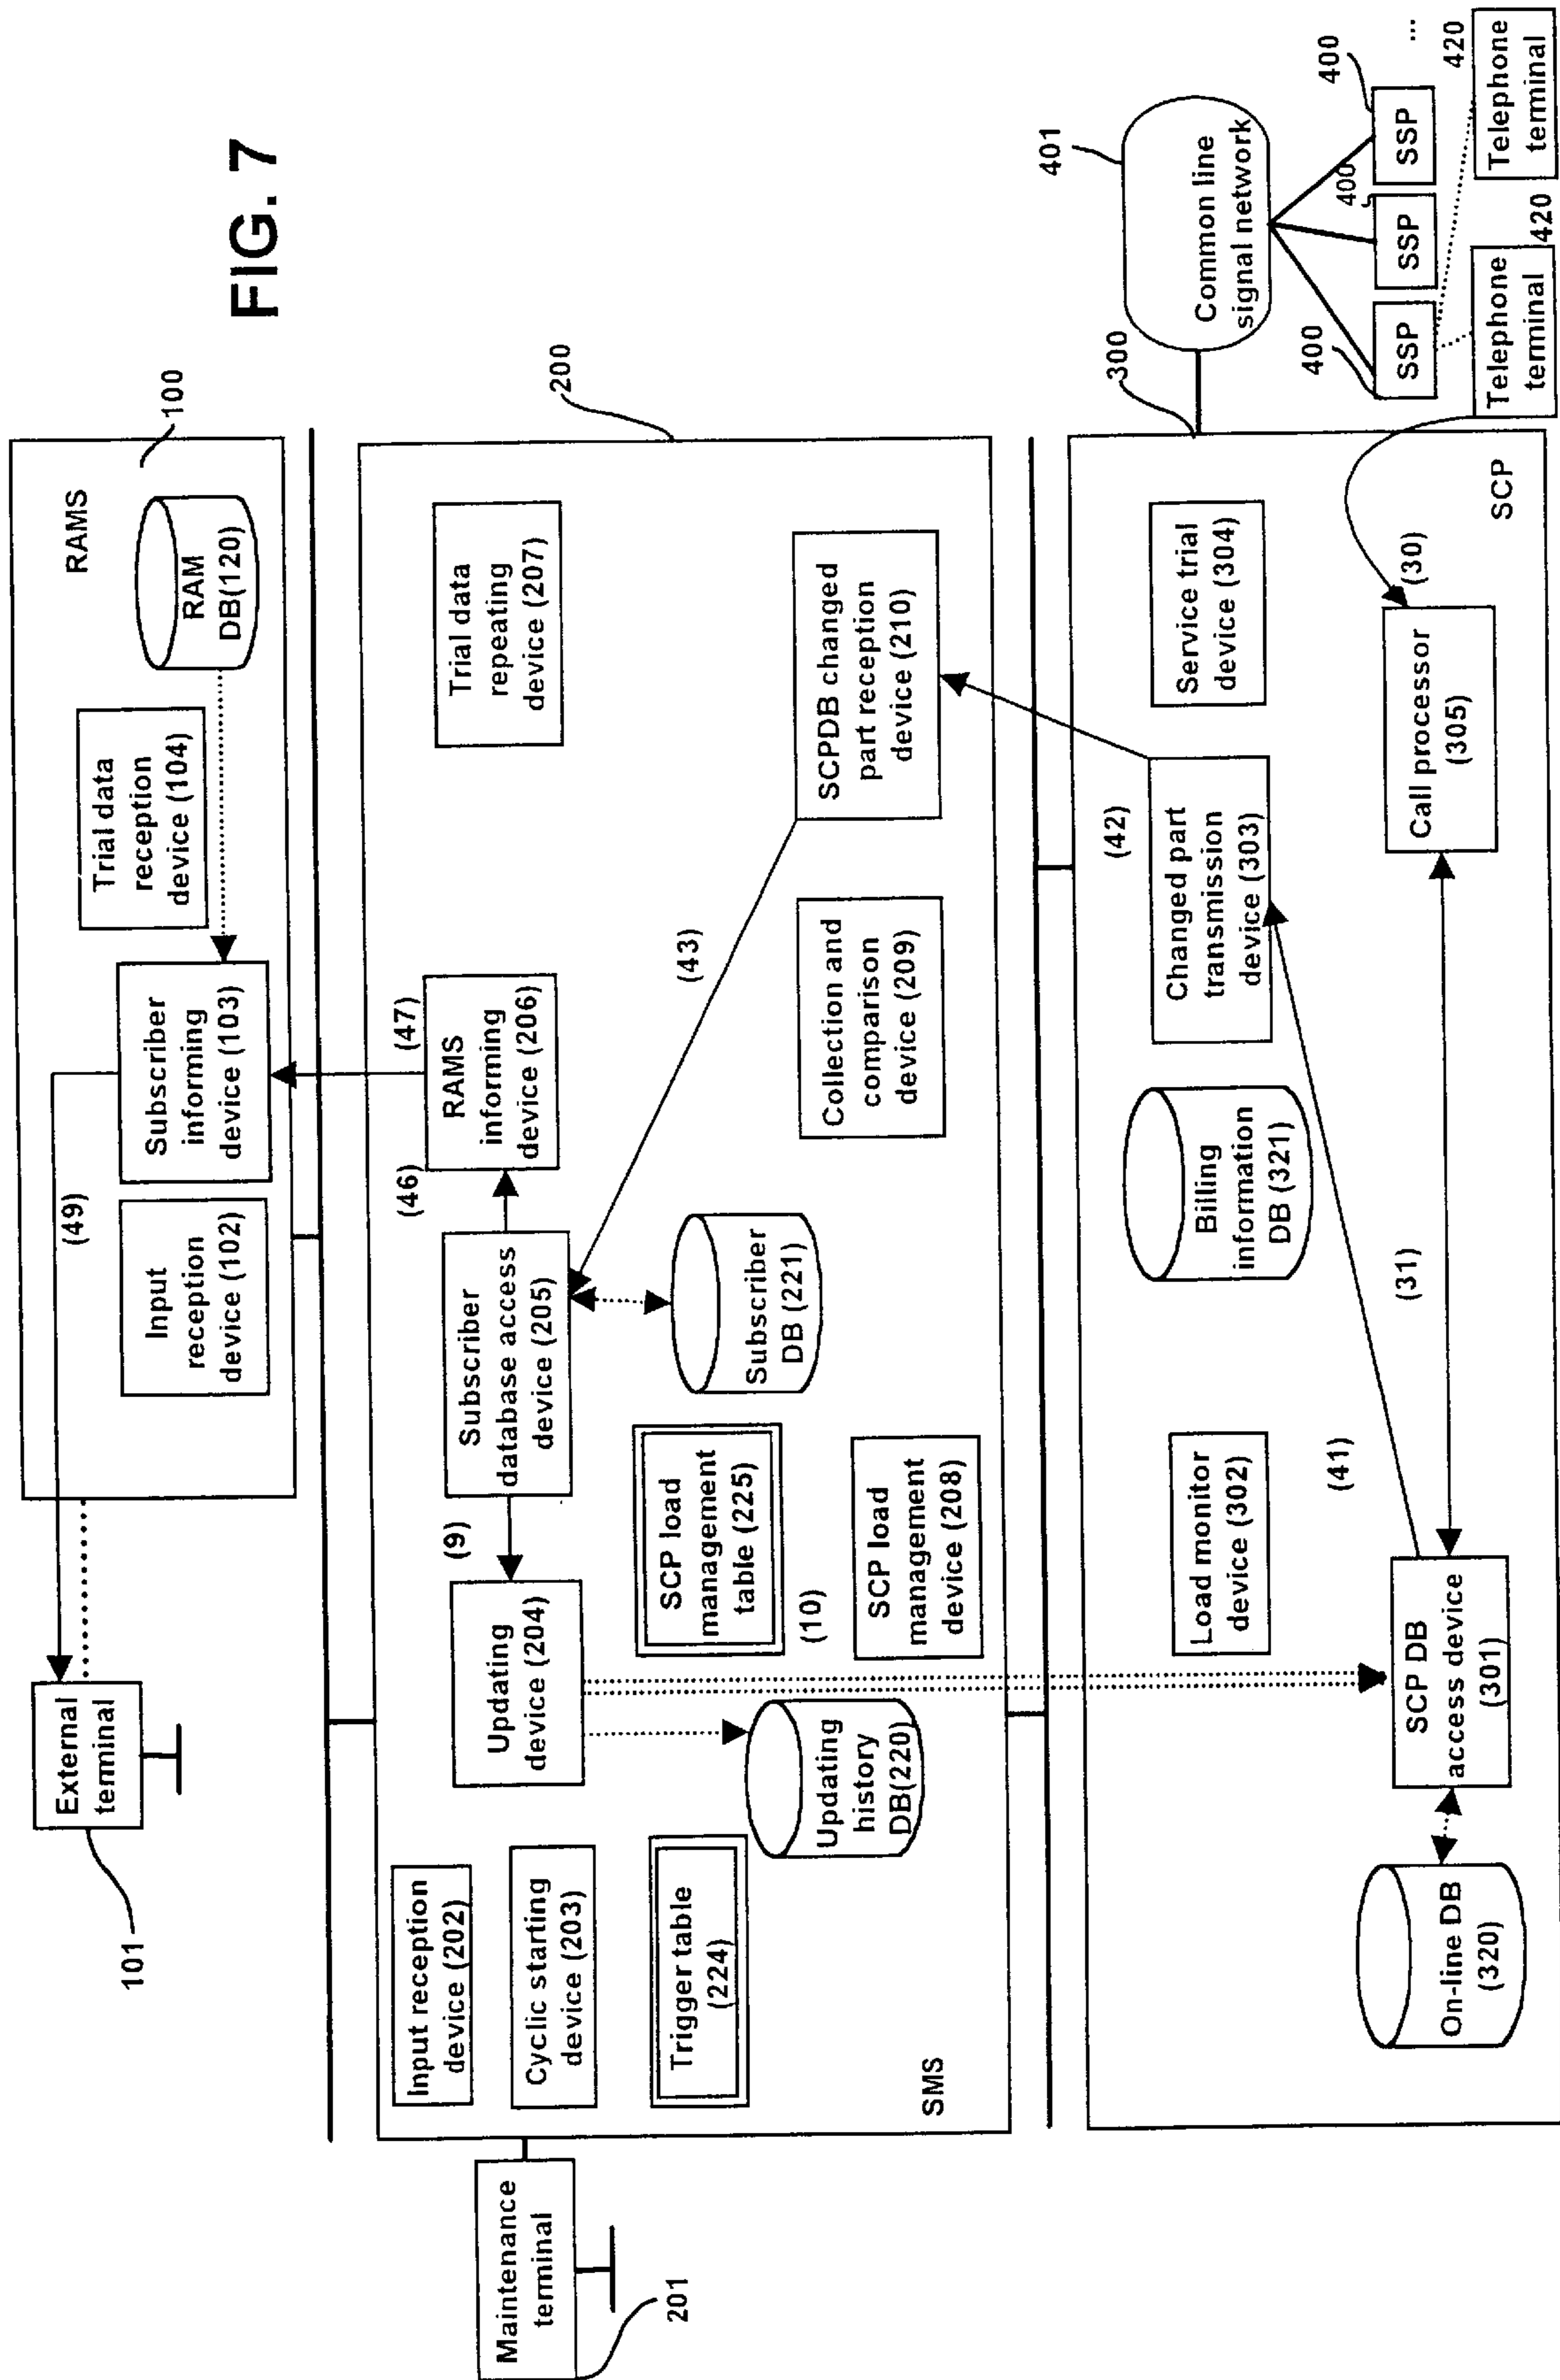 FIG. 7
RAMS
100
RAM
DB(120)
Trial data
reception
device (104)
Subscriber
informing
device (103)
Input
reception
device (102)
(49)
External
terminal
101
200
(47)
(46)
RAMS
informing
device (206)
Trial data
repeating
device (207)
Subscriber
database access
device (205)
(9)
Updating
device (204)
Input reception
device (202)
Cyclic starting
device (203)
Trigger table
(224)
Updating
history
DB(220)
SCP load
management
table (225)
(10)
SCP load
management
device (208)
Subscriber
DB (221)
(43)
Collection and
comparison
device (209)
SCPDB changed
part reception
device (210)
SMS
Maintenance
terminal
201
300
SCP
Service trial
device (304)
(42)
Changed part
transmission
device (303)
Billing
information
DB (321)
Load monitor
device (302)
(41)
(31)
(30)
Call processor
(305)
SCP DB
access device
(301)
On-line DB
(320)
401
Common line
signal network
400
SSP
400
SSP
400
SSP
...
420
Telephone
terminal
420
Telephone
terminal